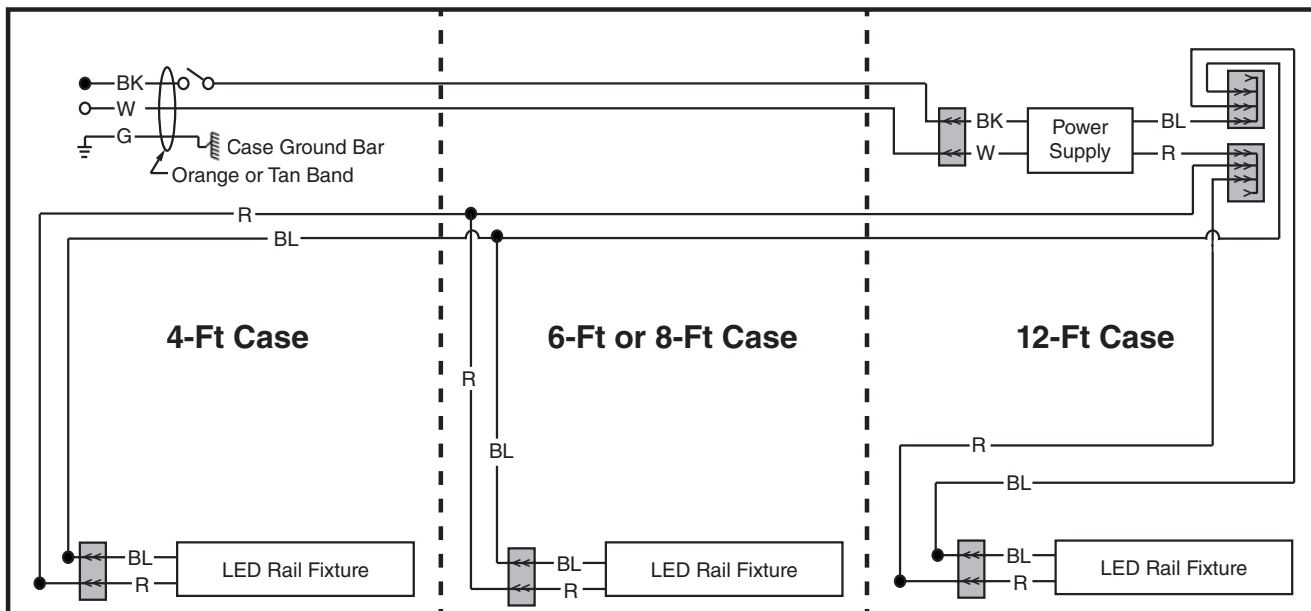 BK
W
G
Case Ground Bar
Orange or Tan Band
BK
W
Power
Supply
BL
R
R
BL
4-Ft Case
6-Ft or 8-Ft Case
12-Ft Case
R
BL
R
BL
BL
R
LED Rail Fixture
BL
R
LED Rail Fixture
BL
R
LED Rail Fixture